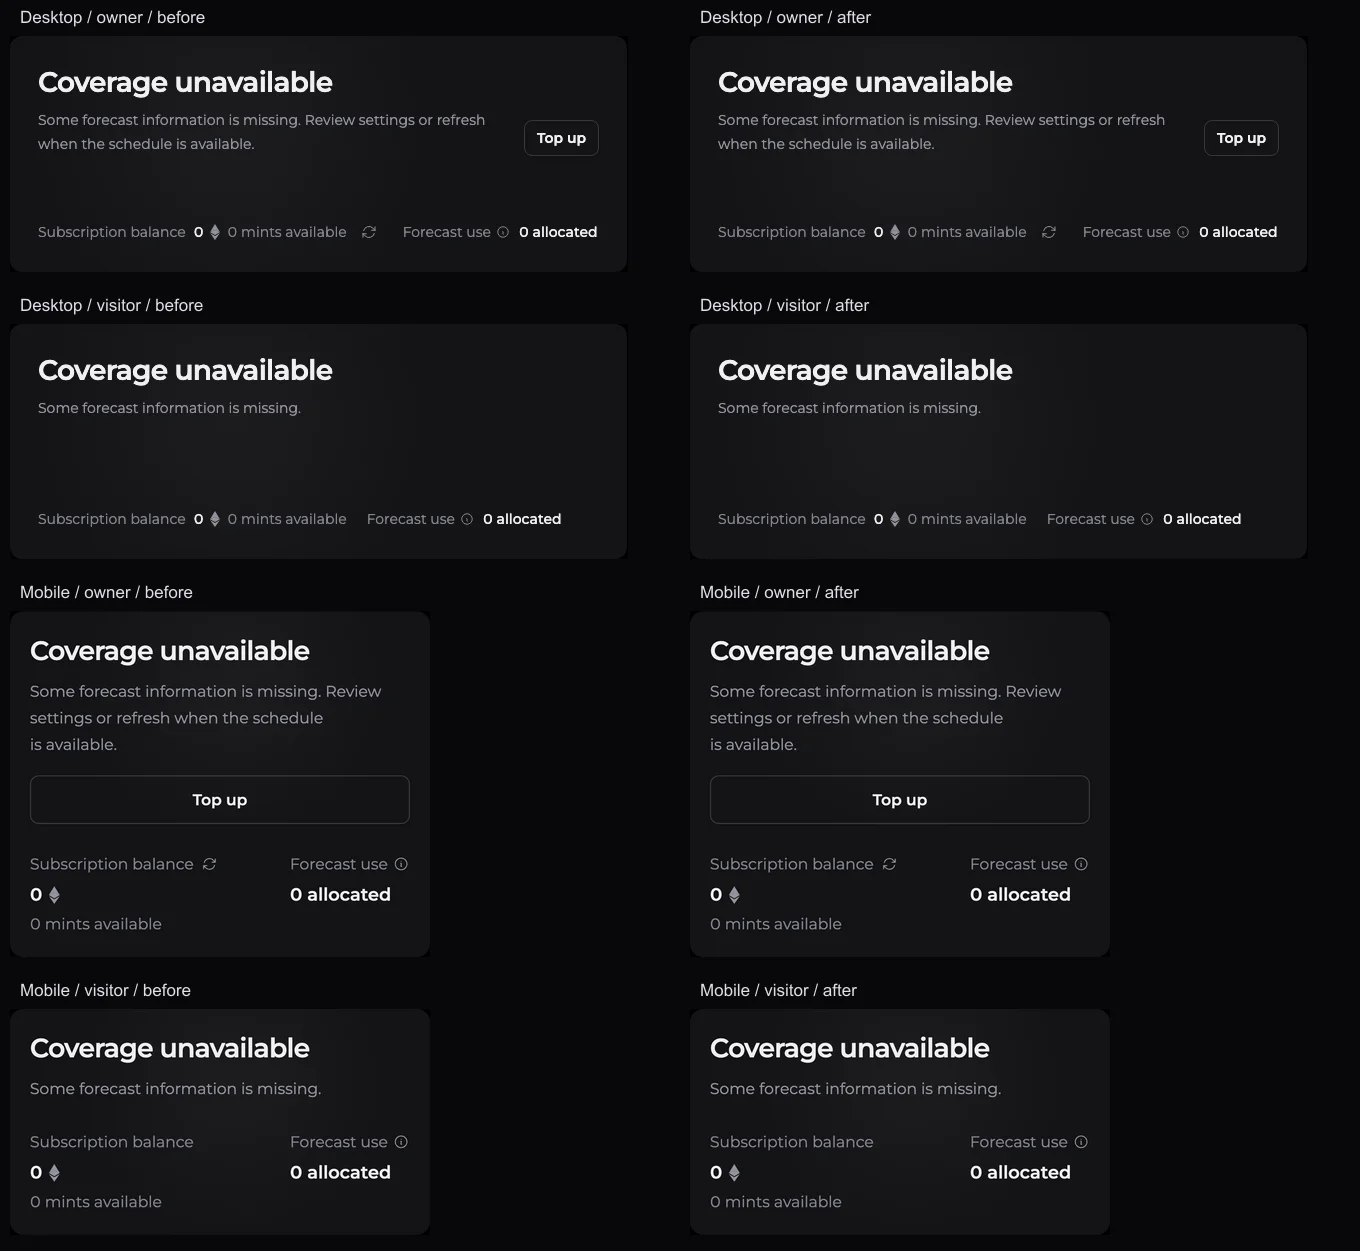 Desktop / owner / before
Coverage unavailable
Some forecast information is missing. Review settings or refresh
when the schedule is available.
Top up
Subscription balance 0 0 mints available Forecast use 0 allocated
Desktop / owner / after
Coverage unavailable
Some forecast information is missing. Review settings or refresh
when the schedule is available.
Top up
Subscription balance 0 0 mints available Forecast use 0 allocated
Desktop / visitor / before
Coverage unavailable
Some forecast information is missing.
Subscription balance 0 0 mints available Forecast use 0 allocated
Desktop / visitor / after
Coverage unavailable
Some forecast information is missing.
Subscription balance 0 0 mints available Forecast use 0 allocated
Mobile / owner / before
Coverage unavailable
Some forecast information is missing. Review
settings or refresh when the schedule
is available.
Top up
Subscription balance
0
0 mints available
Forecast use
0 allocated
Mobile / owner / after
Coverage unavailable
Some forecast information is missing. Review
settings or refresh when the schedule
is available.
Top up
Subscription balance
0
0 mints available
Forecast use
0 allocated
Mobile / visitor / before
Coverage unavailable
Some forecast information is missing.
Subscription balance
0
0 mints available
Forecast use
0 allocated
Mobile / visitor / after
Coverage unavailable
Some forecast information is missing.
Subscription balance
0
0 mints available
Forecast use
0 allocated